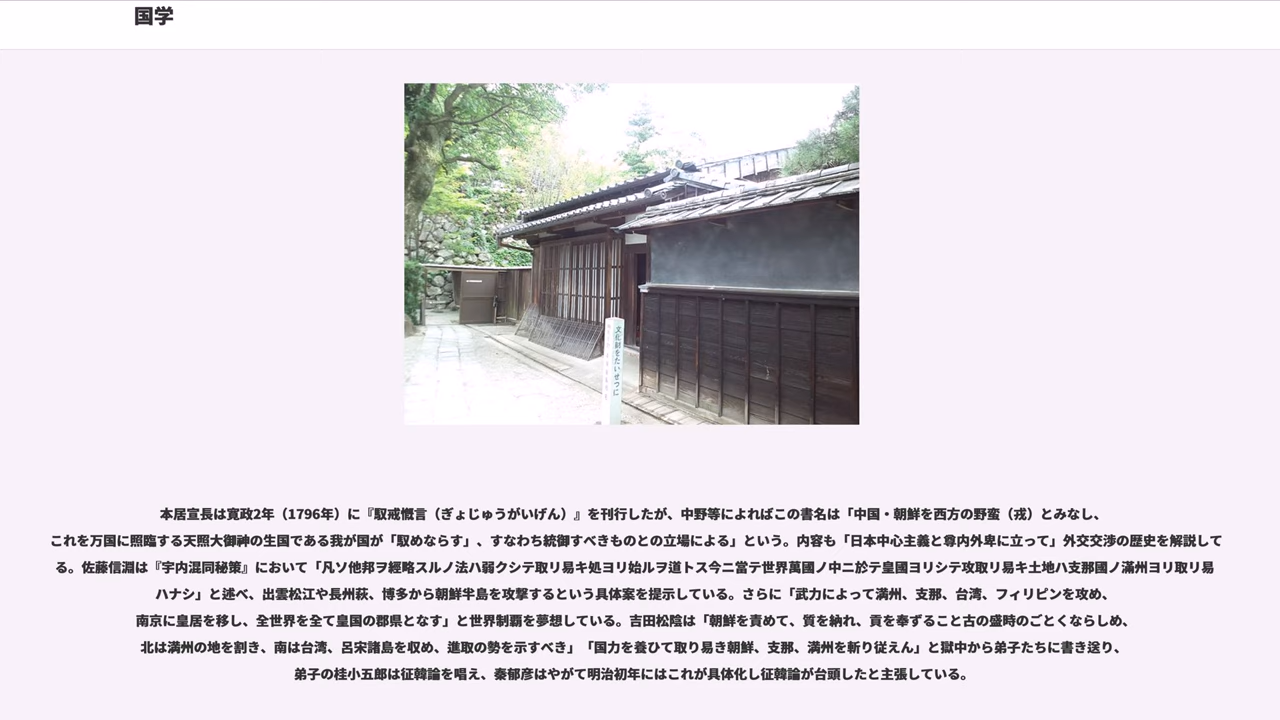 国学
文化財をたいせつに
本居宣長は寛政2年（1796年）に『馭戒慨言（ぎょじゅうがいげん）』を刊行したが、中野等によればこの書名は「中国・朝鮮を西方の野蛮（戎）とみなし、
これを万国に照臨する天照大御神の生国である我が国が「馭めならす」、すなわち統御すべきものとの立場による」という。内容も「日本中心主義と尊内外卑に立って」外交交渉の歴史を解説して
る。佐藤信淵は『宇内混同秘策』において「凡ソ他邦ヲ經略スルノ法ハ弱クシテ取リ易キ処ヨリ始ルヲ道トス今ニ當テ世界萬國ノ中ニ於テ皇國ヨリシテ攻取リ易キ土地ハ支那國ノ滿州ヨリ取リ易
ハナシ」と述べ、出雲松江や長州萩、博多から朝鮮半島を攻撃するという具体案を提示している。さらに「武力によって満州、支那、台湾、フィリピンを攻め、
南京に皇居を移し、全世界を全て皇国の郡県となす」と世界制覇を夢想している。吉田松陰は「朝鮮を責めて、質を納れ、貢を奉ずること古の盛時のごとくならしめ、
北は満州の地を割き、南は台湾、呂宋諸島を収め、進取の勢を示すべき」「国力を養ひて取り易き朝鮮、支那、満州を斬り従えん」と獄中から弟子たちに書き送り、
弟子の桂小五郎は征韓論を唱え、秦郁彦はやがて明治初年にはこれが具体化し征韓論が台頭したと主張している。